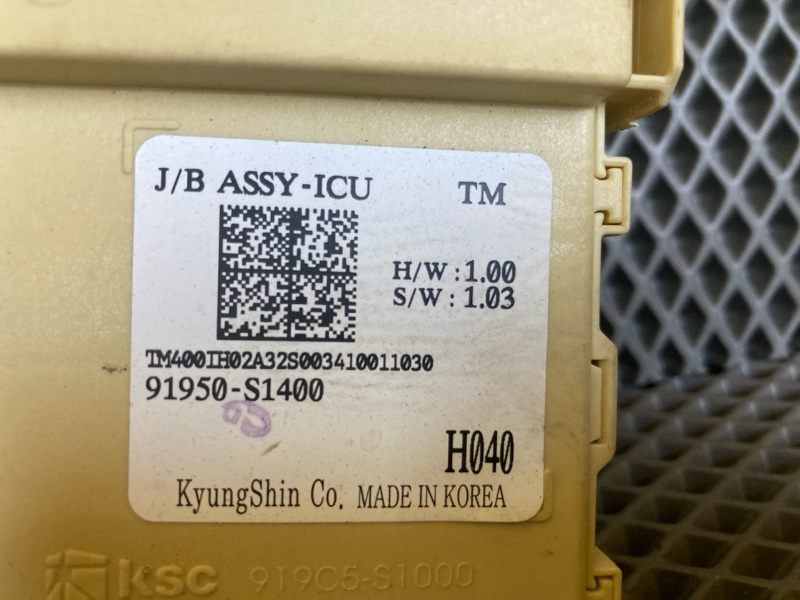 J/B ASSY-ICU TM
H/W : 1.00
S/W : 1.03
TM400IH02A32S003410011030
91950-S1400
H040
KyungShin Co. MADE IN KOREA
KSC 919C5-S1000